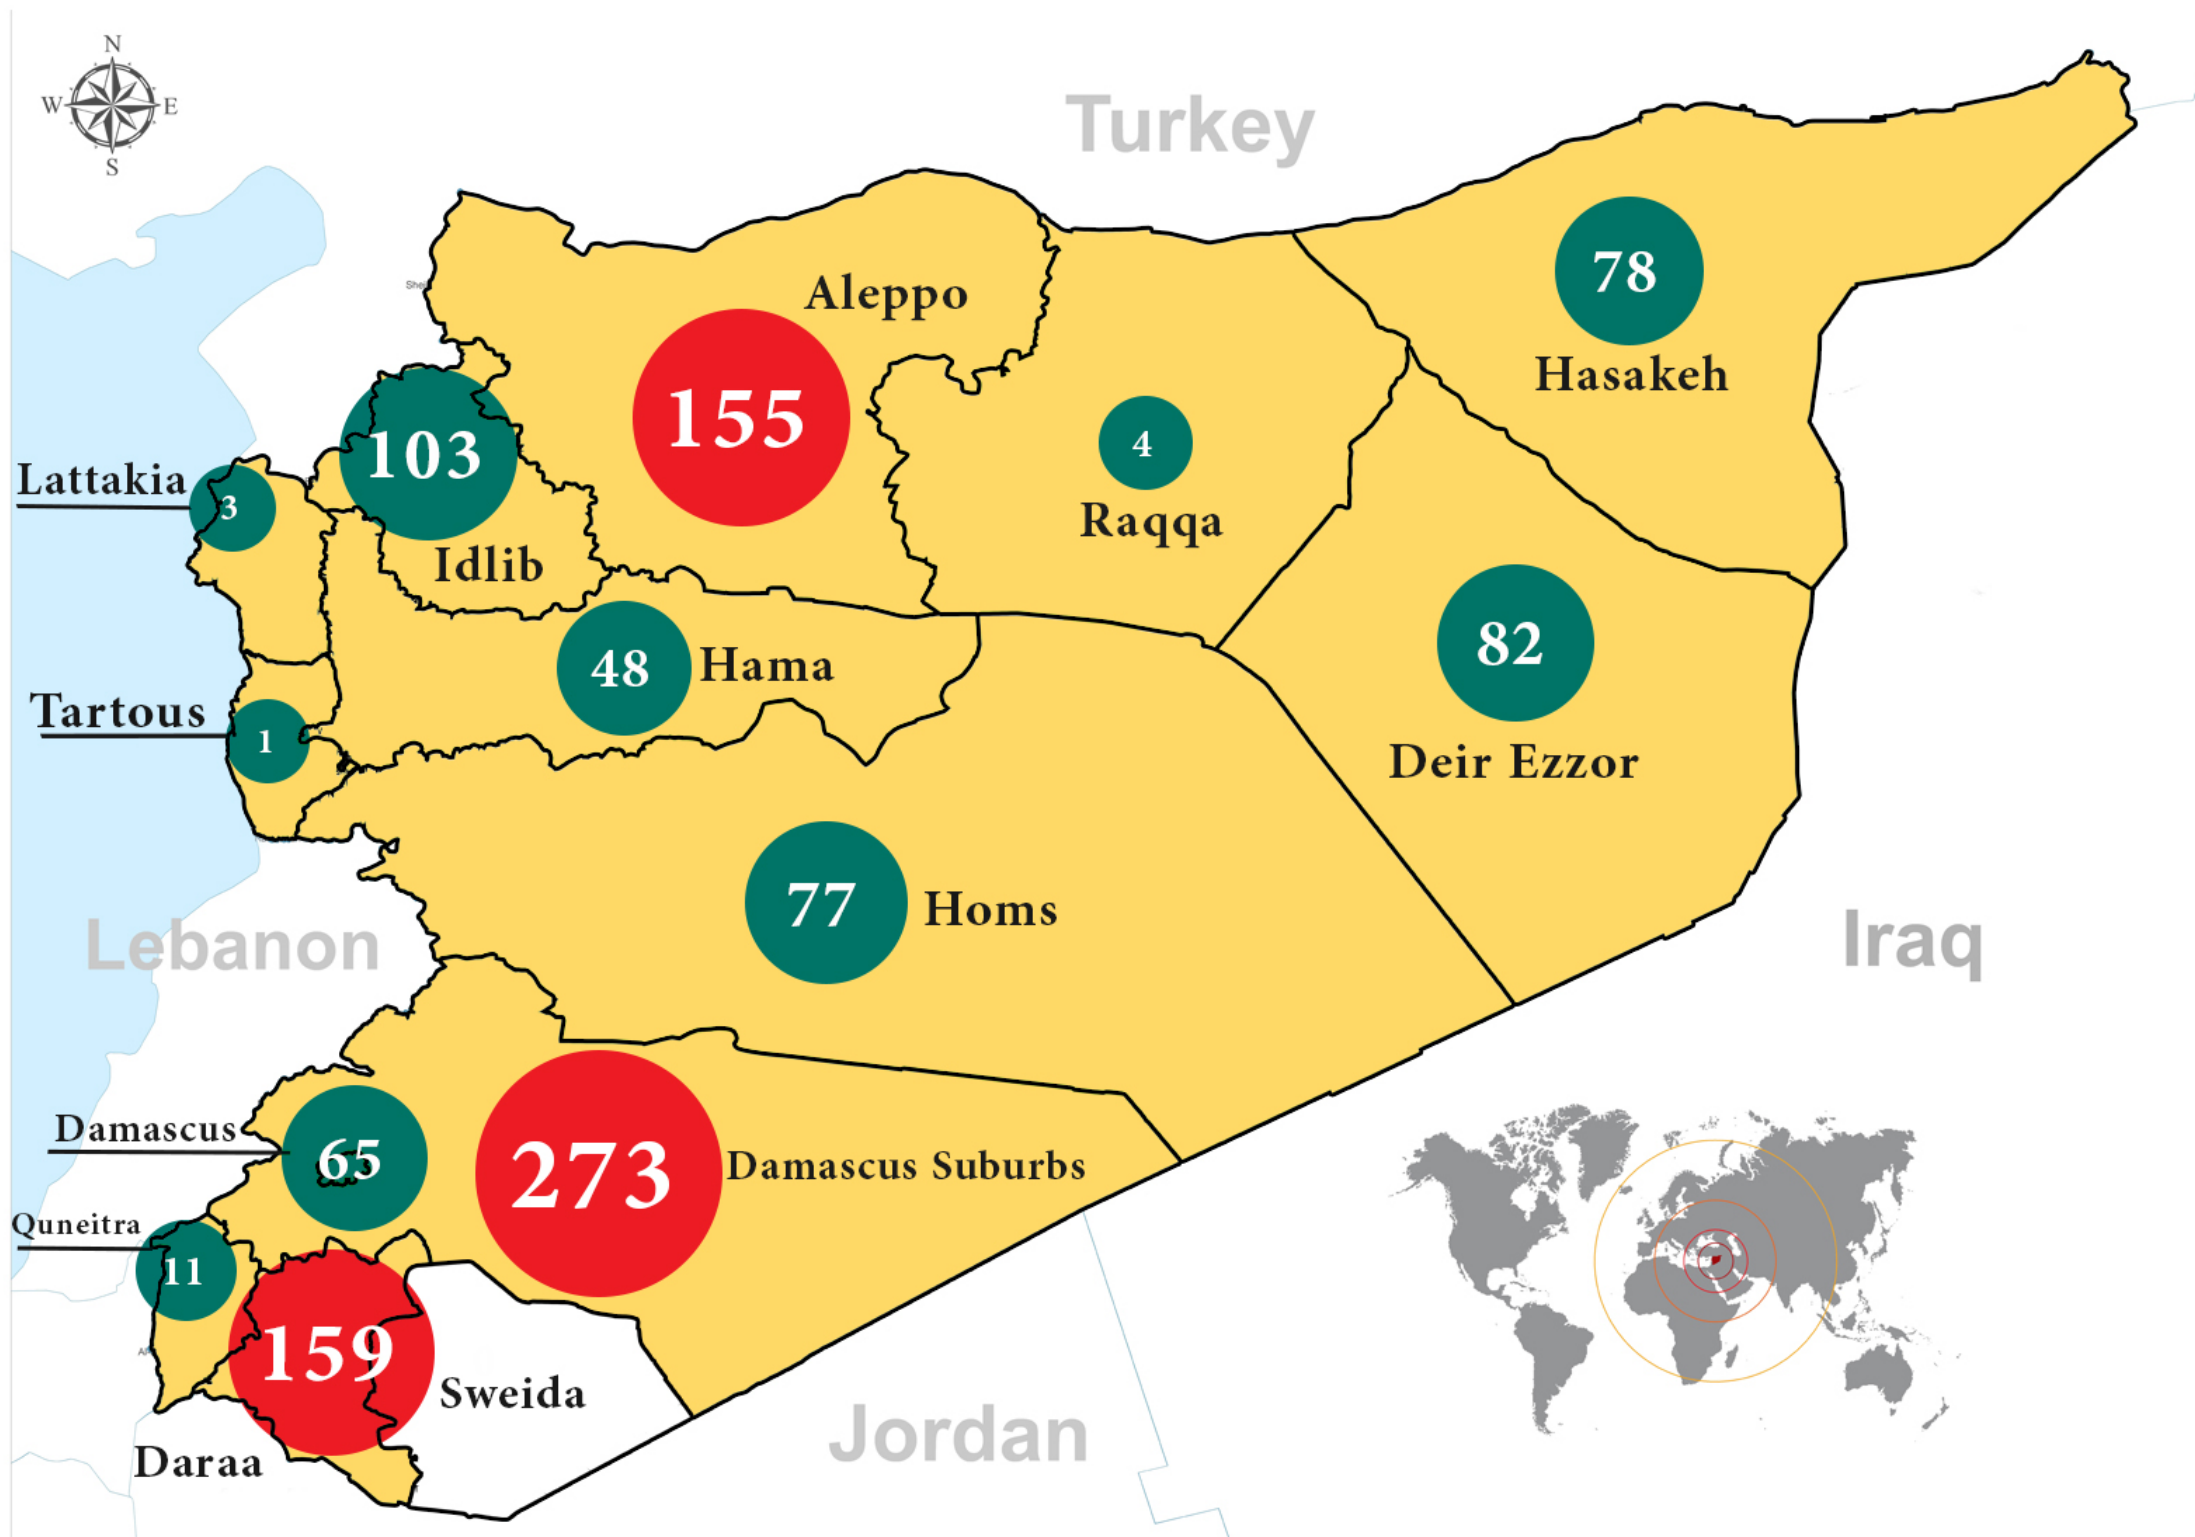 N
W E
S
Turkey
78
Aleppo
Hasakeh
155
103
4
Lattakia
3
Raqqa
Idlib
82
48 Hama
Tartous
1
Deir Ezzor
77 Homs
Lebanon
Iraq
Damascus
65
273 Damascus Suburbs
Quneitra
11
159
Sweida
Jordan
Daraa